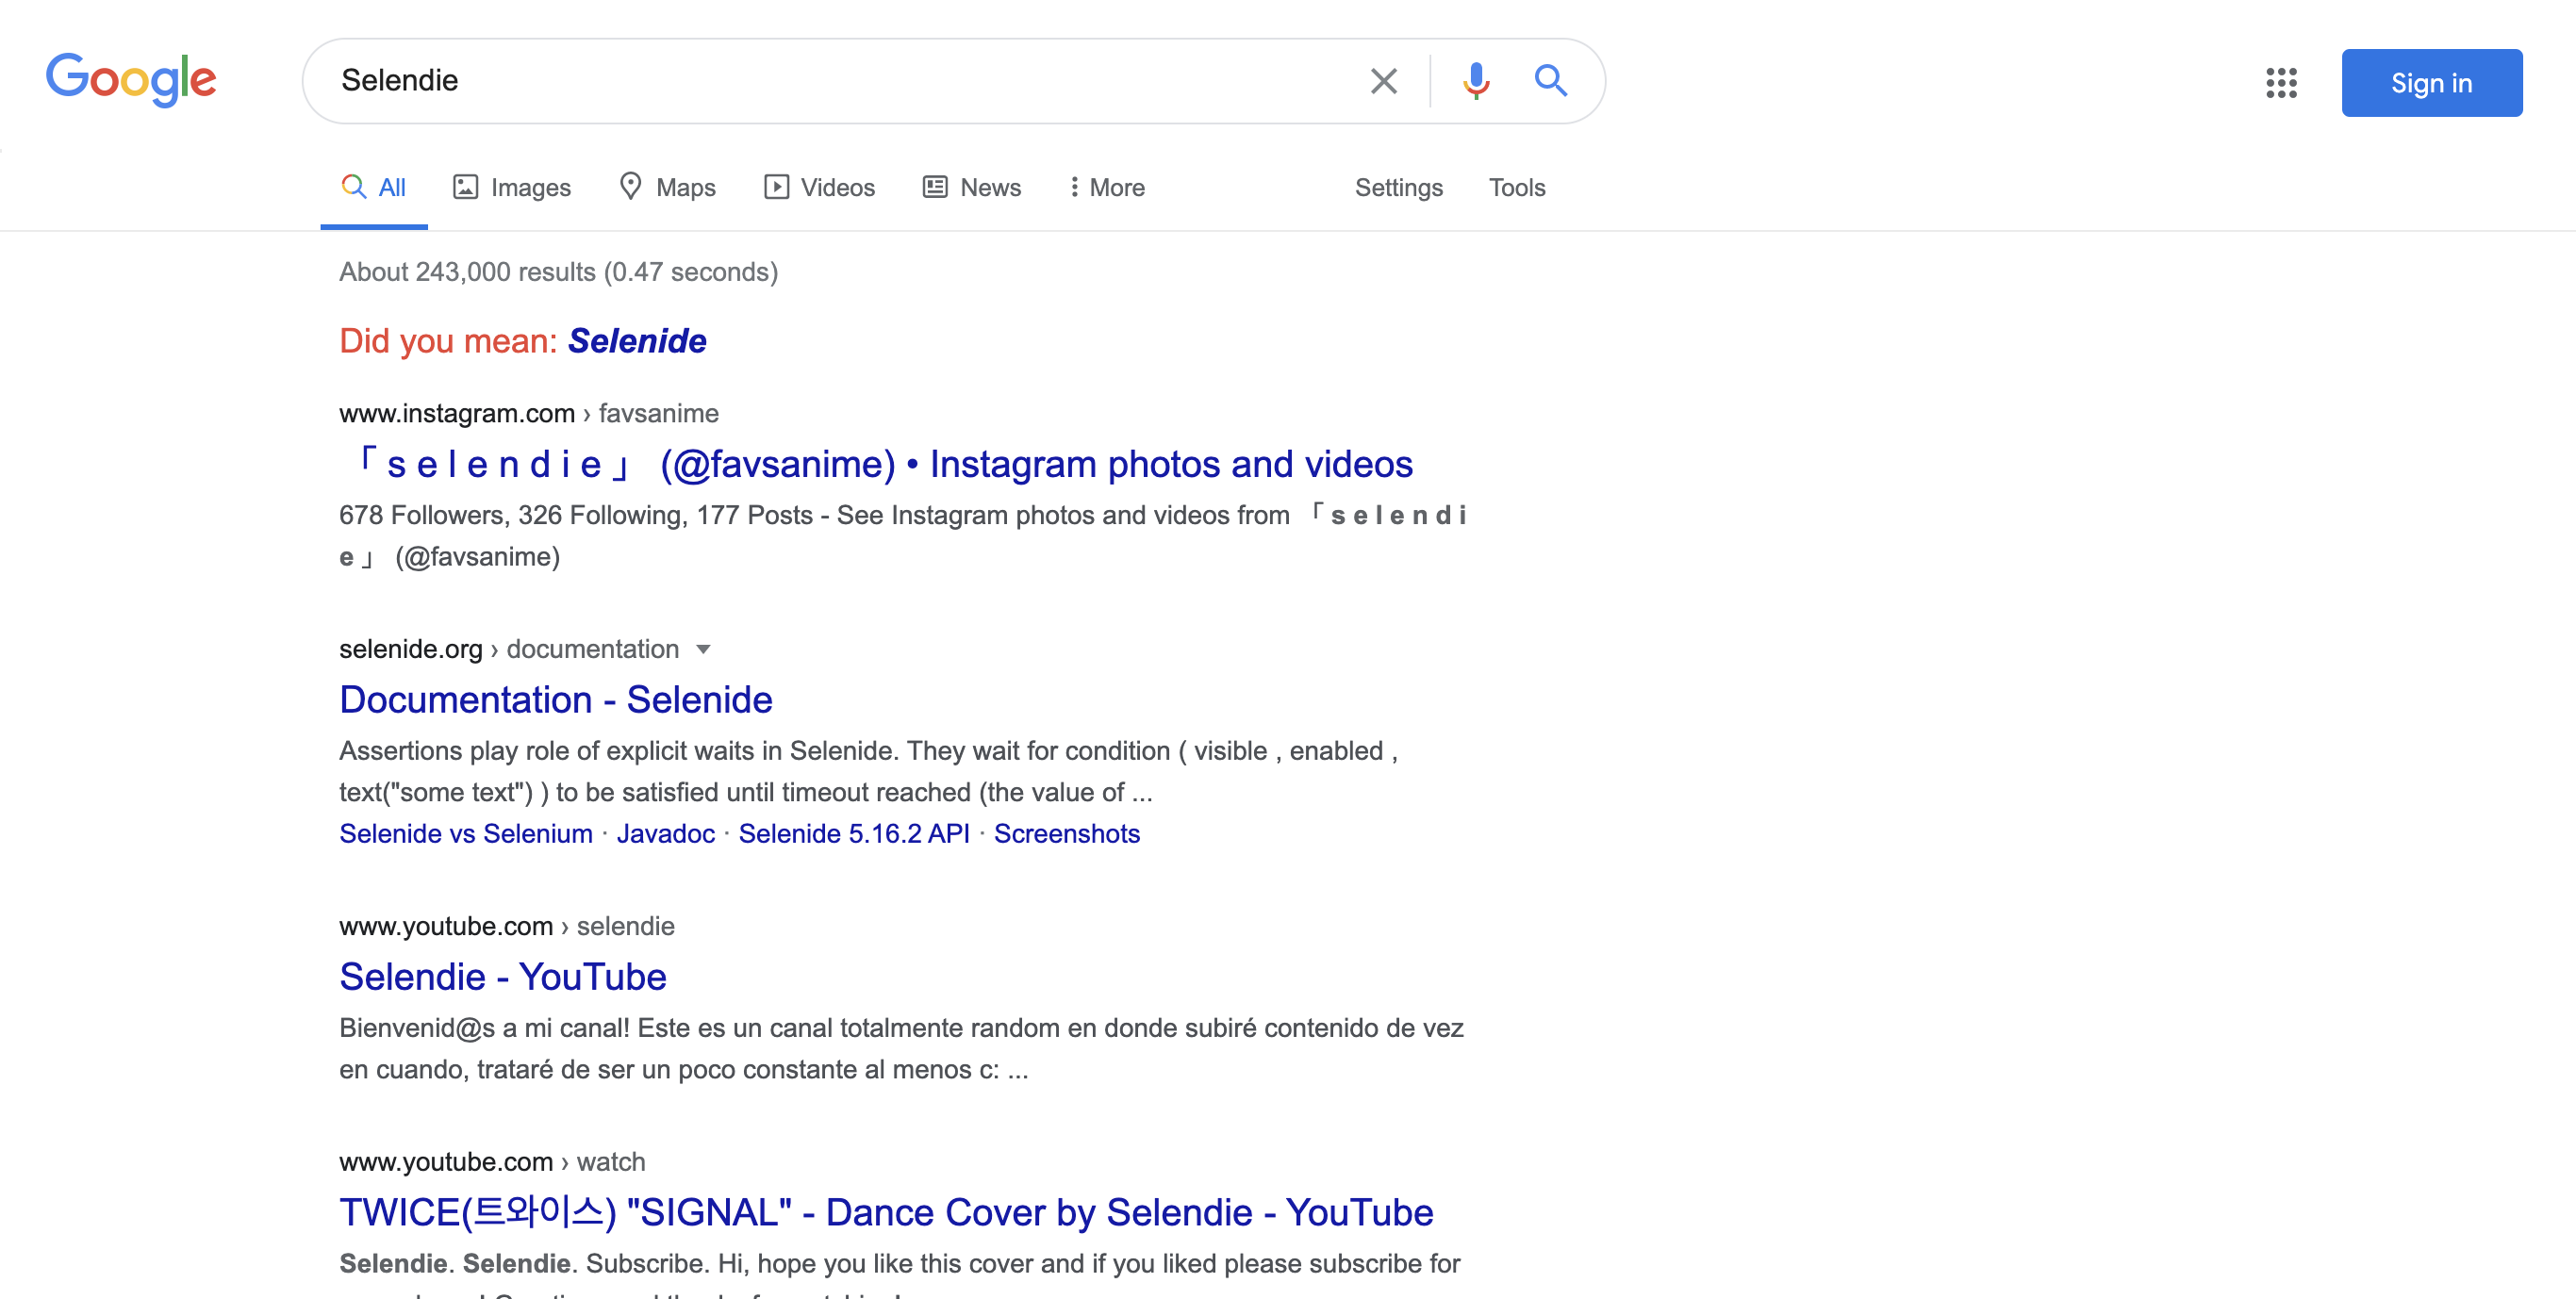 Google
Selendie
Sign in
All Images Maps Videos News More Settings Tools
About 243,000 results (0.47 seconds)
Did you mean: Selenide
www.instagram.com › favsanime
「 s e l e n d i e 」 (@favsanime) • Instagram photos and videos
678 Followers, 326 Following, 177 Posts - See Instagram photos and videos from 「 s e l e n d i
e 」 (@favsanime)
selenide.org › documentation
Documentation - Selenide
Assertions play role of explicit waits in Selenide. They wait for condition ( visible , enabled ,
text("some text") ) to be satisfied until timeout reached (the value of ...
Selenide vs Selenium · Javadoc · Selenide 5.16.2 API · Screenshots
www.youtube.com › selendie
Selendie - YouTube
Bienvenid@s a mi canal! Este es un canal totalmente random en donde subiré contenido de vez
en cuando, trataré de ser un poco constante al menos c: ...
www.youtube.com › watch
TWICE(트와이스) "SIGNAL" - Dance Cover by Selendie - YouTube
Selendie. Selendie. Subscribe. Hi, hope you like this cover and if you liked please subscribe for